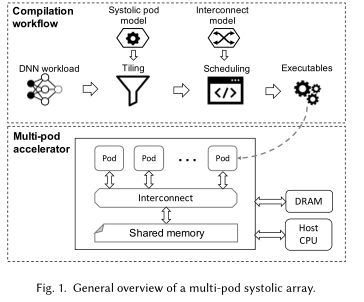 Compilation
workflow
Systolic pod
model
Interconnect
model
DNN workload
Tiling
Scheduling
Executables
Multi-pod
accelerator
Pod
Pod
• • •
Pod
Interconnect
Shared memory
DRAM
Host
CPU
Fig. 1. General overview of a multi-pod systolic array.